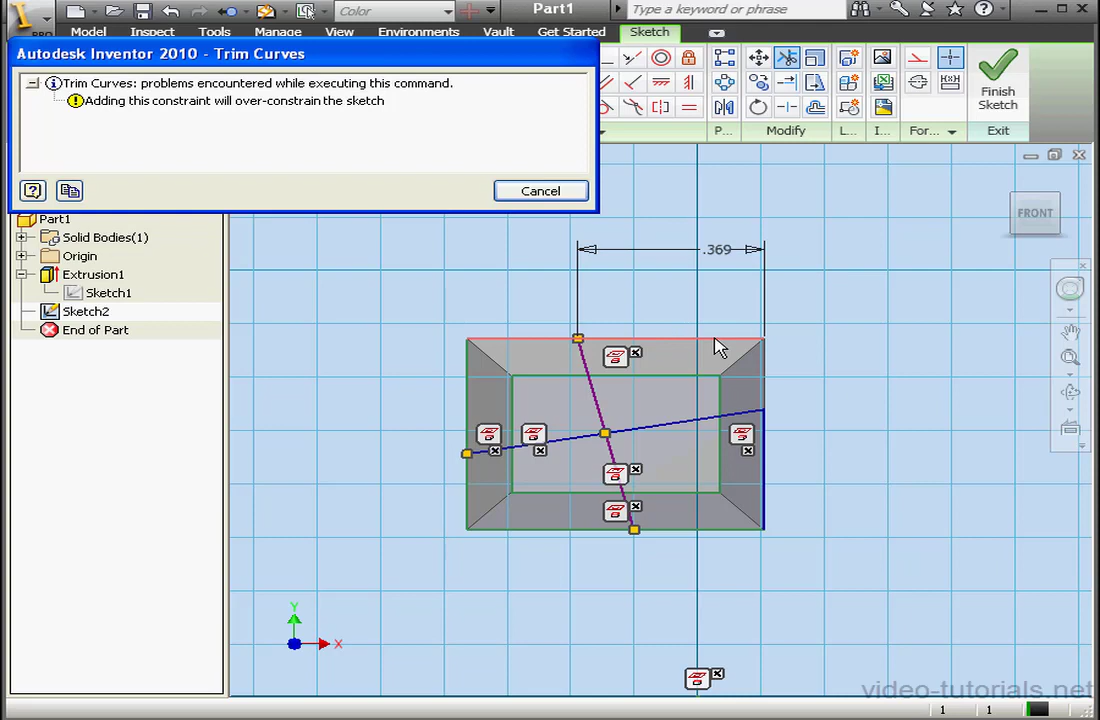 Color
Part1
Type a keyword or phrase
PRO
Model Inspect Tools Manage View Environments Vault Get Started Sketch
Autodesk Inventor 2010 - Trim Curves
Trim Curves: problems encountered while executing this command.
Adding this constraint will over-constrain the sketch
Cancel
Finish
Sketch
P... Modify L... I... For... Exit
Part1
Solid Bodies(1)
Origin
Extrusion1
Sketch1
Sketch2
End of Part
FRONT
.369
Y
X
video-tutorials.net
1 1